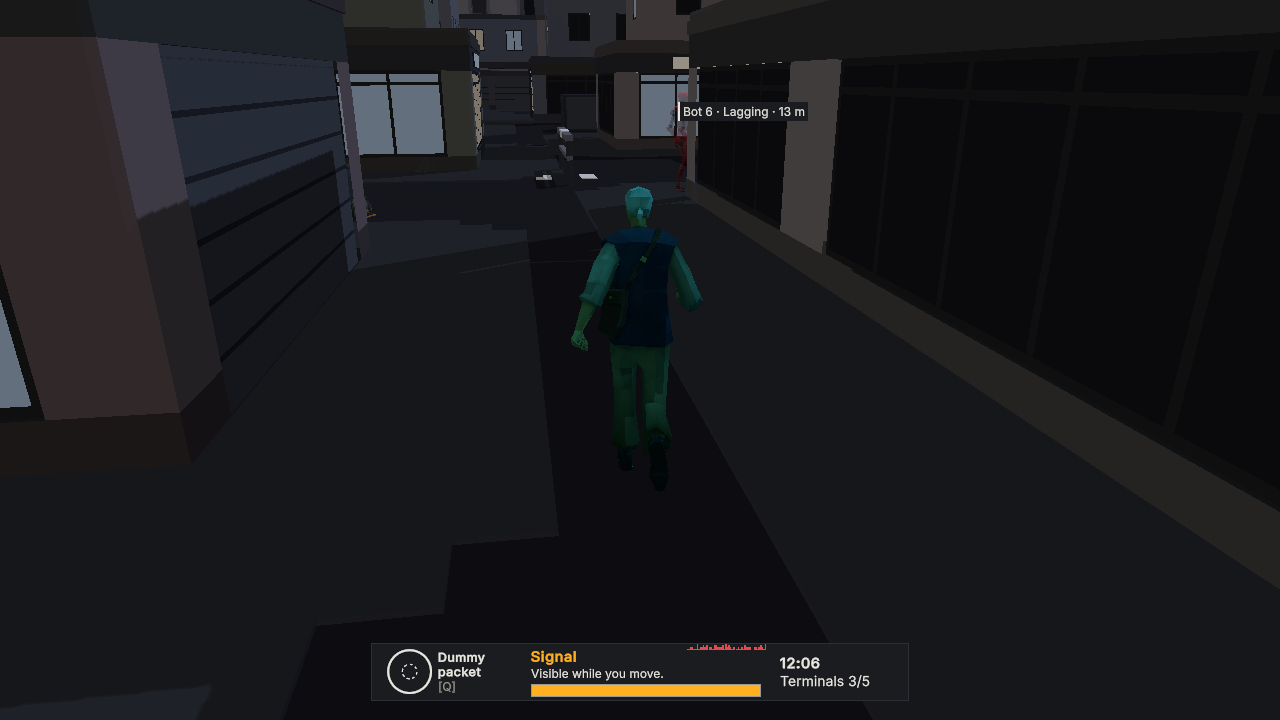 Bot 6 · Lagging · 13 m
Dummy
packet
[Q]
Signal
Visible while you move.
12:06
Terminals 3/5